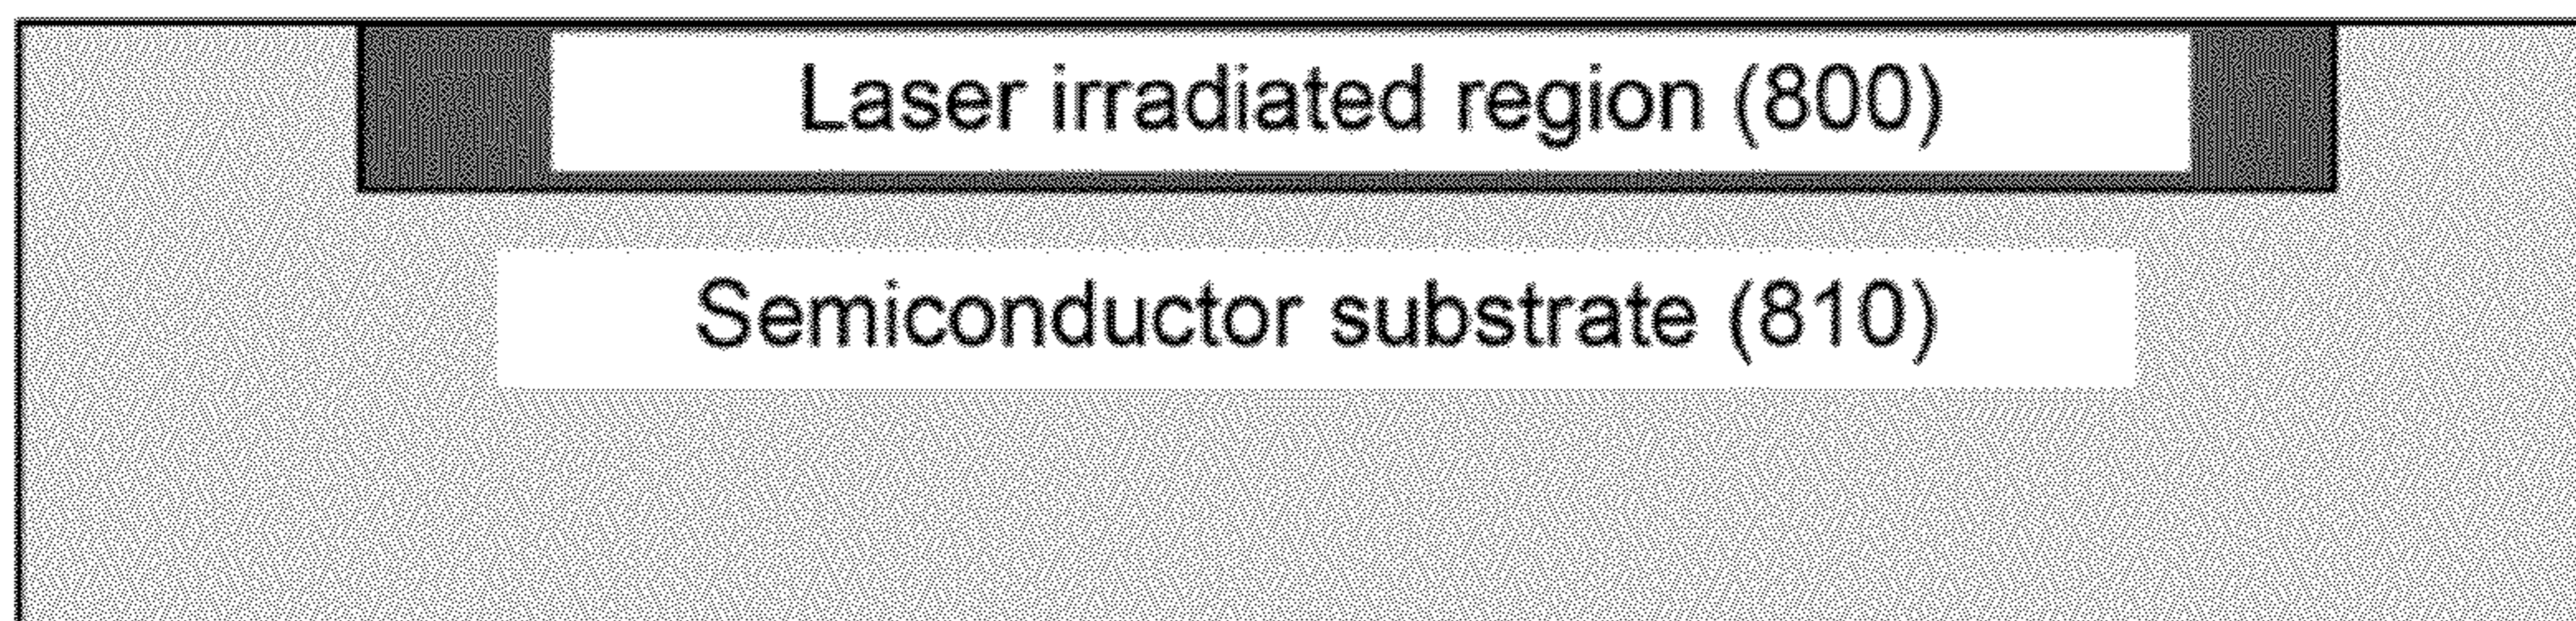 Laser irradiated region (800)
Semiconductor substrate (810)